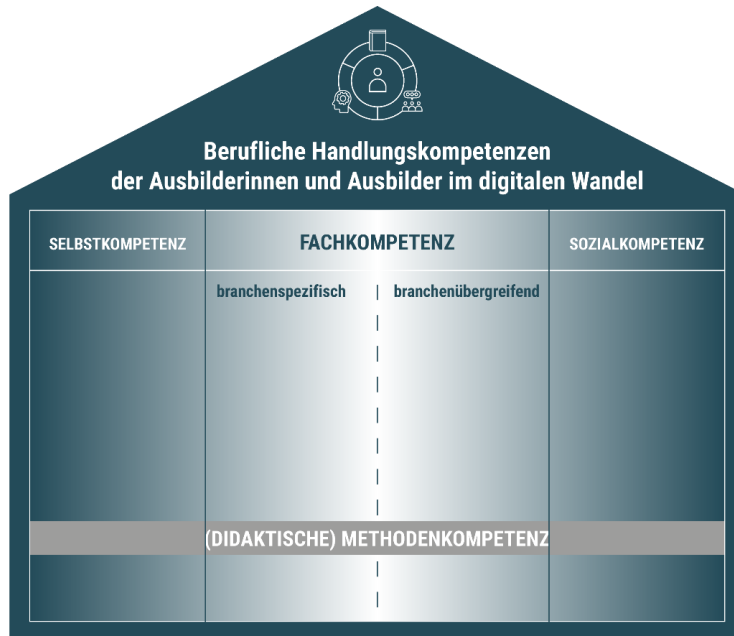 Berufliche Handlungskompetenzen
der Ausbilderinnen und Ausbilder im digitalen Wandel
SELBSTKOMPETENZ
FACHKOMPETENZ
SOZIALKOMPETENZ
branchenspezifisch
branchenübergreifend
(DIDAKTISCHE) METHODENKOMPETENZ